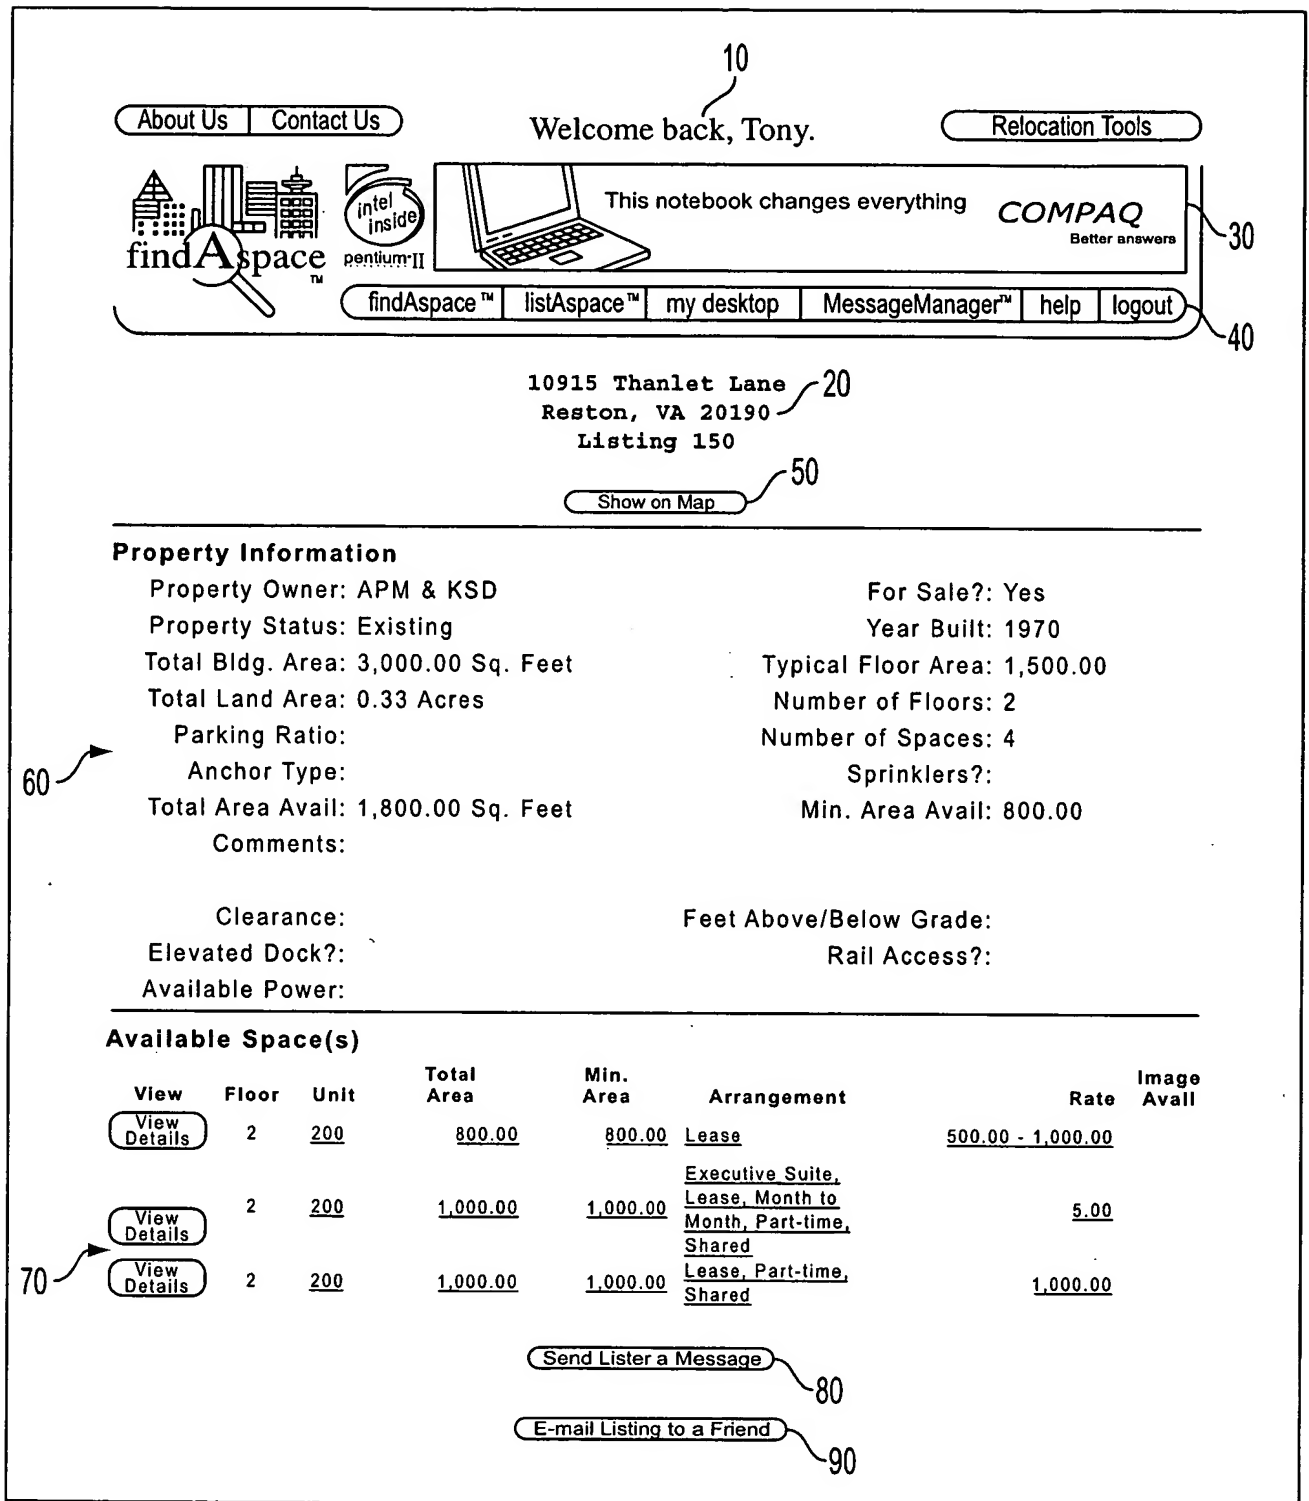 10
About Us | Contact Us
Welcome back, Tony.
Relocation Tools
findAspace™
intel inside
pentium II
This notebook changes everything
COMPAQ
Better answers
30
findAspace™ | listAspace™ | my desktop | MessageManager™ | help | logout
40
10915 Thanlet Lane
20
Reston, VA 20190
Listing 150
50
Show on Map
Property Information
Property Owner: APM & KSD
For Sale?: Yes
Property Status: Existing
Year Built: 1970
Total Bldg. Area: 3,000.00 Sq. Feet
Typical Floor Area: 1,500.00
Total Land Area: 0.33 Acres
Number of Floors: 2
Parking Ratio:
Number of Spaces: 4
60
Anchor Type:
Sprinklers?:
Total Area Avail: 1,800.00 Sq. Feet
Min. Area Avail: 800.00
Comments:
Clearance:
Feet Above/Below Grade:
Elevated Dock?:
Rail Access?:
Available Power:
Available Space(s)
View Floor Unit Total Area Min. Area Arrangement Rate Image Avail
View Details 2 200 800.00 800.00 Lease 500.00 - 1,000.00
View Details 2 200 1,000.00 1,000.00 Executive Suite, Lease, Month to Month, Part-time, Shared 5.00
70
View Details 2 200 1,000.00 1,000.00 Lease, Part-time, Shared 1,000.00
Send Lister a Message
80
E-mail Listing to a Friend
90